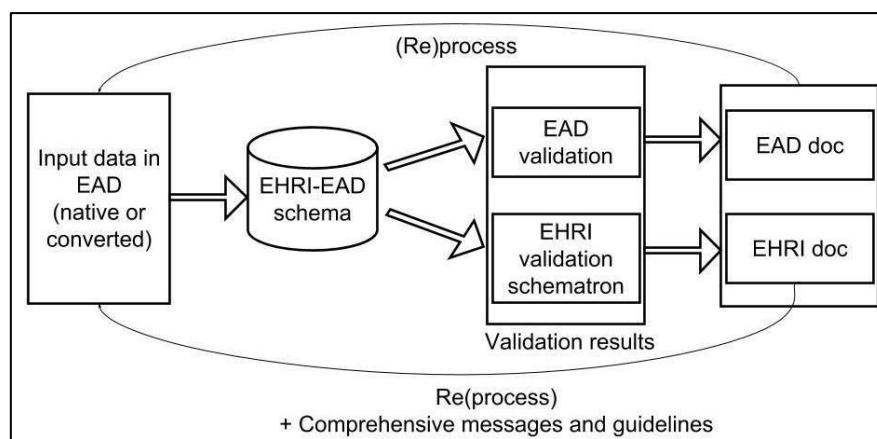 (Re)process
Input data in
EAD
(native or
converted)
EHRI-EAD
schema
EAD
validation
EHRI
validation
schematron
Validation results
EAD doc
EHRI doc
Re(process)
+ Comprehensive messages and guidelines